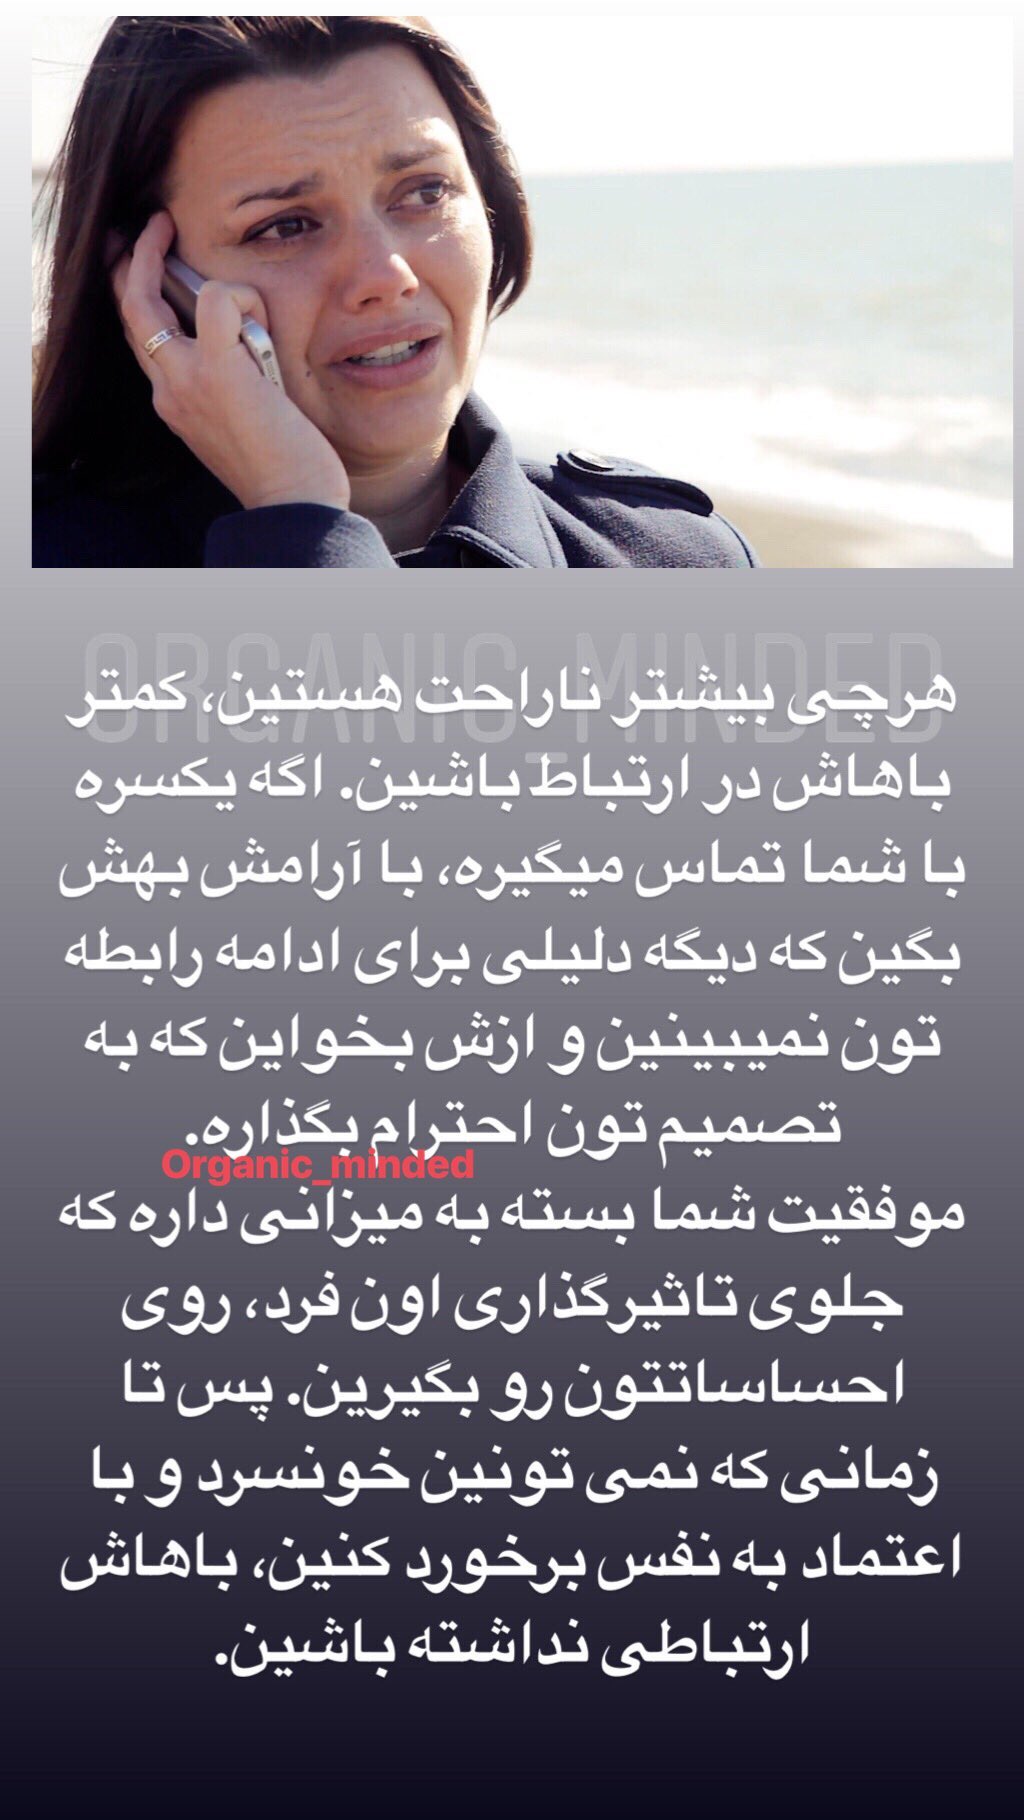 ORGANIC_MINDED
هرچی بیشتر ناراحت هستین، کمتر
باهاش در ارتباط باشین. اگه یکسره
با شما تماس میگیره، با آرامش بهش
بگین که دیگه دلیلی برای ادامه رابطه
تون نمیبینین و ازش بخواین که به
تصمیم تون احترام بگذاره.
Organic_minded
موفقیت شما بسته به میزانی داره که
جلوی تاثیرگذاری اون فرد، روی
احساساتتون رو بگیرین. پس تا
زمانی که نمی تونین خونسرد و با
اعتماد به نفس برخورد کنین، باهاش
ارتباطی نداشته باشین.